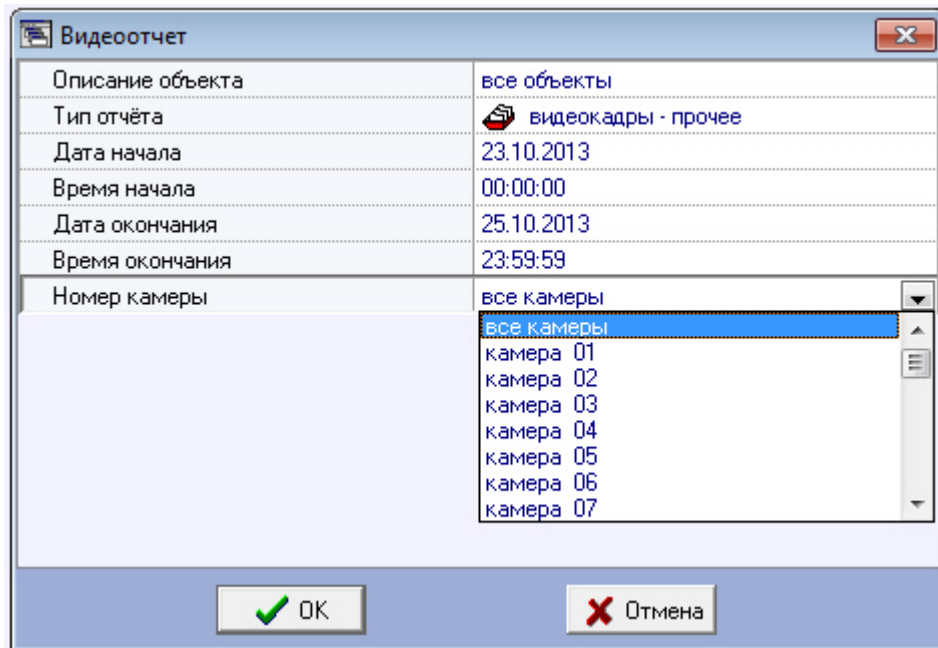 Видеоотчет
Описание объекта все объекты
Тип отчёта видеокадры - прочее
Дата начала 23.10.2013
Время начала 00:00:00
Дата окончания 25.10.2013
Время окончания 23:59:59
Номер камеры все камеры
все камеры
камера 01
камера 02
камера 03
камера 04
камера 05
камера 06
камера 07
OK Отмена